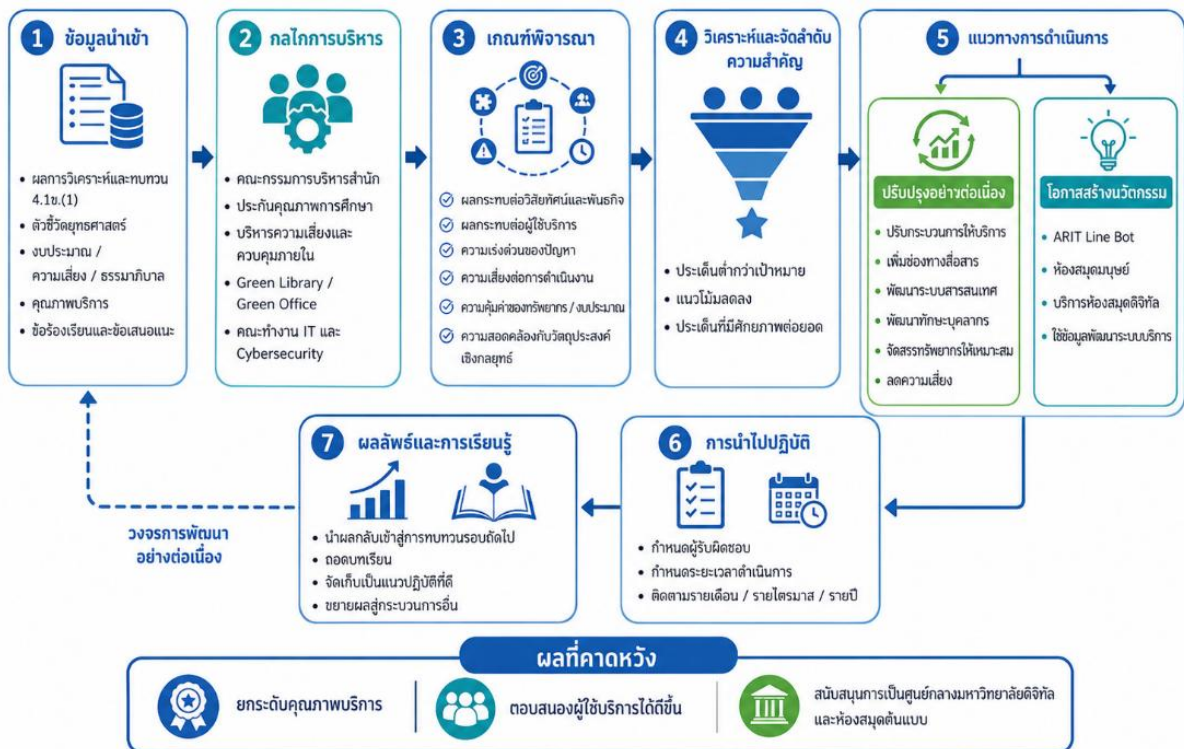 1 ข้อมูลนำเข้า
• ผลการวิเคราะห์และทบทวน
4.1ข.(1)
• ตัวชี้วัดยุทธศาสตร์
• งบประมาณ /
ความเสี่ยง / ธรรมาภิบาล
• คุณภาพบริการ
• ข้อร้องเรียนและข้อเสนอแนะ
2 กลไกการบริหาร
• คณะกรรมการบริหารสำนัก
• ประกันคุณภาพการศึกษา
• บริหารความเสี่ยงและ
ควบคุมภายใน
• Green Library /
Green Office
• คณะทำงาน IT และ
Cybersecurity
3 เกณฑ์พิจารณา
ผลกระทบต่อวิสัยทัศน์และพันธกิจ
ผลกระทบต่อผู้ใช้บริการ
ความเร่งด่วนของปัญหา
ความเสี่ยงต่อการดำเนินงาน
ความคุ้มค่าของทรัพยากร/งบประมาณ
ความสอดคล้องกับวัตถุประสงค์
เชิงกลยุทธ์
4 วิเคราะห์และจัดลำดับ
ความสำคัญ
• ประเด็นต่ำกว่าเป้าหมาย
• แนวโน้มลดลง
• ประเด็นที่มีศักยภาพต่อยอด
5 แนวทางการดำเนินการ
ปรับปรุงอย่างต่อเนื่อง
• ปรับกระบวนการให้บริการ
• เพิ่มช่องทางสื่อสาร
• พัฒนาระบบสารสนเทศ
• พัฒนาทักษะบุคลากร
• จัดสรรทรัพยากรให้เหมาะสม
• ลดความเสี่ยง
โอกาสสร้างนวัตกรรม
• ARIT Line Bot
• ห้องสมุดมนุษย์
• บริการห้องสมุดดิจิทัล
• ใช้ข้อมูลพัฒนาระบบบริการ
6 การนำไปปฏิบัติ
• กำหนดผู้รับผิดชอบ
• กำหนดระยะเวลาดำเนินการ
• ติดตามรายเดือน / รายไตรมาส / รายปี
7 ผลลัพธ์และการเรียนรู้
• นำผลกลับเข้าสู่การทบทวนรอบถัดไป
• ถอดบทเรียน
• จัดเก็บเป็นแนวปฏิบัติที่ดี
• ขยายผลสู่กระบวนการอื่น
วงจรการพัฒนา
อย่างต่อเนื่อง
ผลที่คาดหวัง
ยกระดับคุณภาพบริการ
ตอบสนองผู้ใช้บริการได้ดีขึ้น
สนับสนุนการเป็นศูนย์กลางมหาวิทยาลัยดิจิทัล
และห้องสมุดต้นแบบ